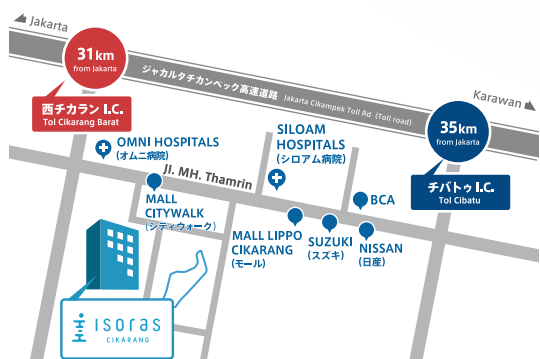 Jakarta
31km
from Jakarta
西チカラン I.C.
Tol Cikarang Barat
ジャカルタチカンペック高速道路 Jakarta Cikampek Toll Rd (Toll road)
Karawan
35km
from Jakarta
チバトゥ I.C.
Tol Cibatu
OMNI HOSPITALS
(オムニ病院)
SILOAM
HOSPITALS
(シロアム病院)
Jl. MH. Thamrin
MALL
CITYWALK
(シティウォーク)
BCA
MALL LIPPO
CIKARANG
(モール)
SUZUKI
(スズキ)
NISSAN
(日産)
isoras
CIKARANG